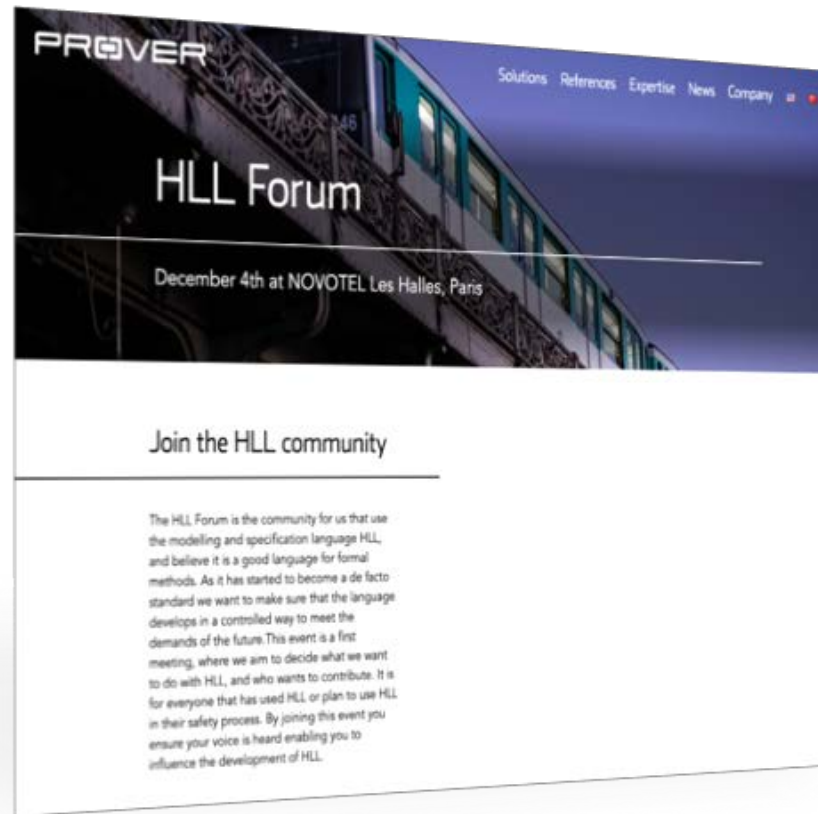 PROVER
Solutions References Expertise News Company
46
HLL Forum
December 4th at NOVOTEL Les Halles, Paris
Join the HLL community
The HLL Forum is the community for us that use
the modelling and specification language HLL,
and believe it is a good language for formal
methods. As it has started to become a de facto
standard we want to make sure that the language
develops in a controlled way to meet the
demands of the future.This event is a first
meeting, where we aim to decide what we want
to do with HLL, and who wants to contribute. It is
for everyone that has used HLL or plan to use HLL
in their safety process. By joining this event you
ensure your voice is heard enabling you to
influence the development of HLL.